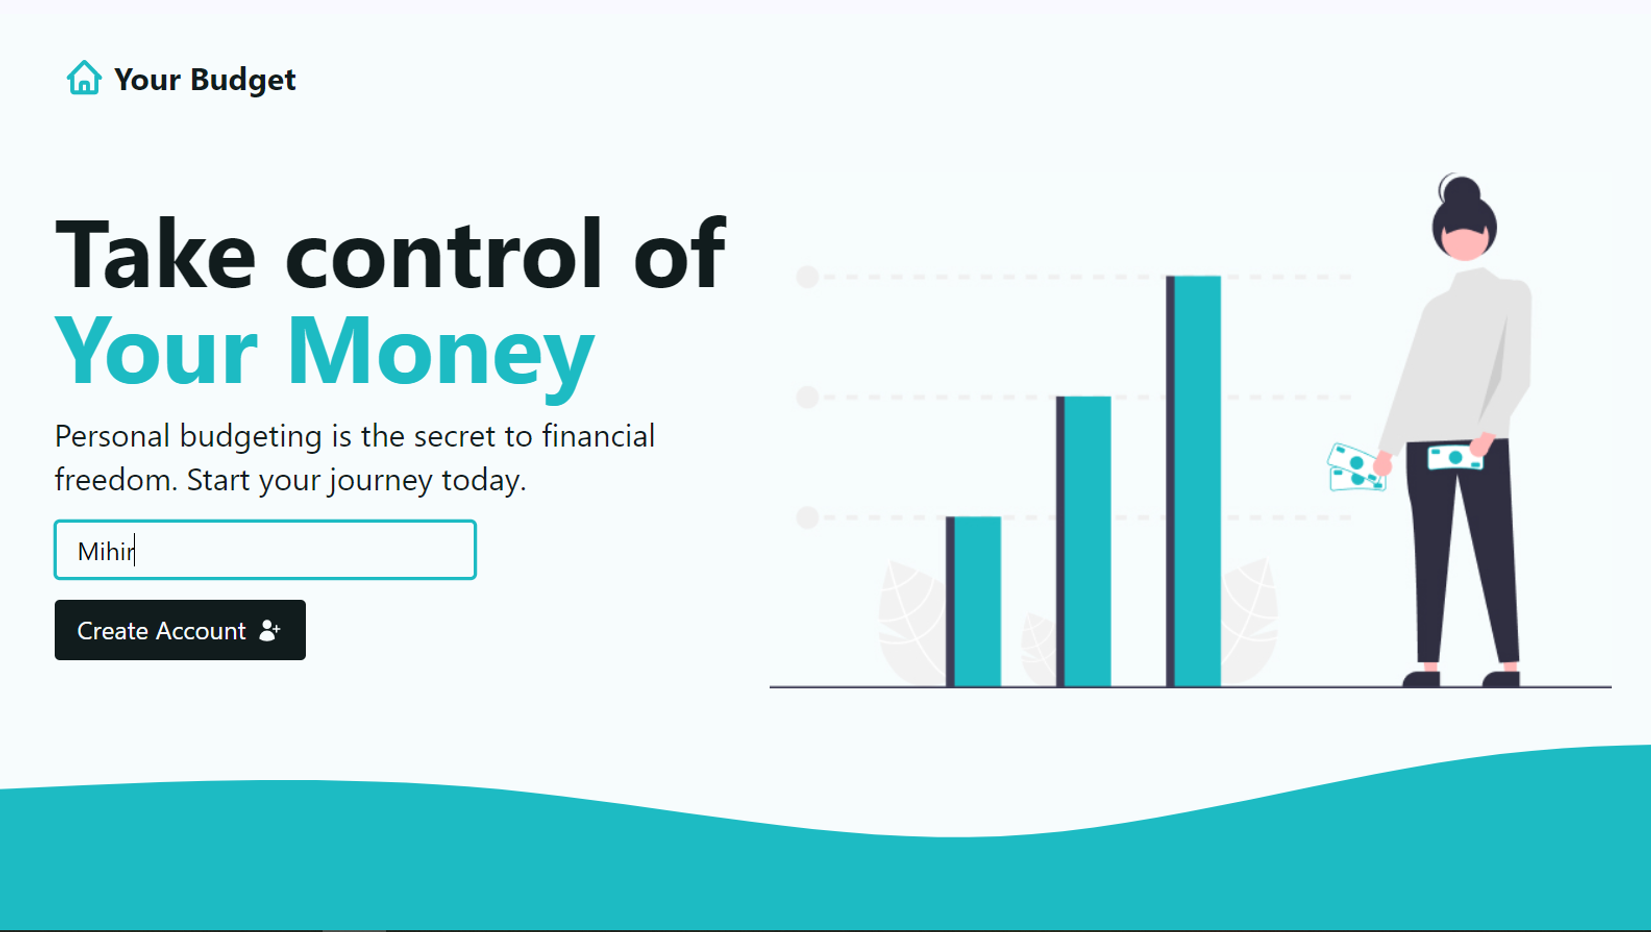 Your Budget
Take control of
Your Money
Personal budgeting is the secret to financial
freedom. Start your journey today.
Mihir
Create Account